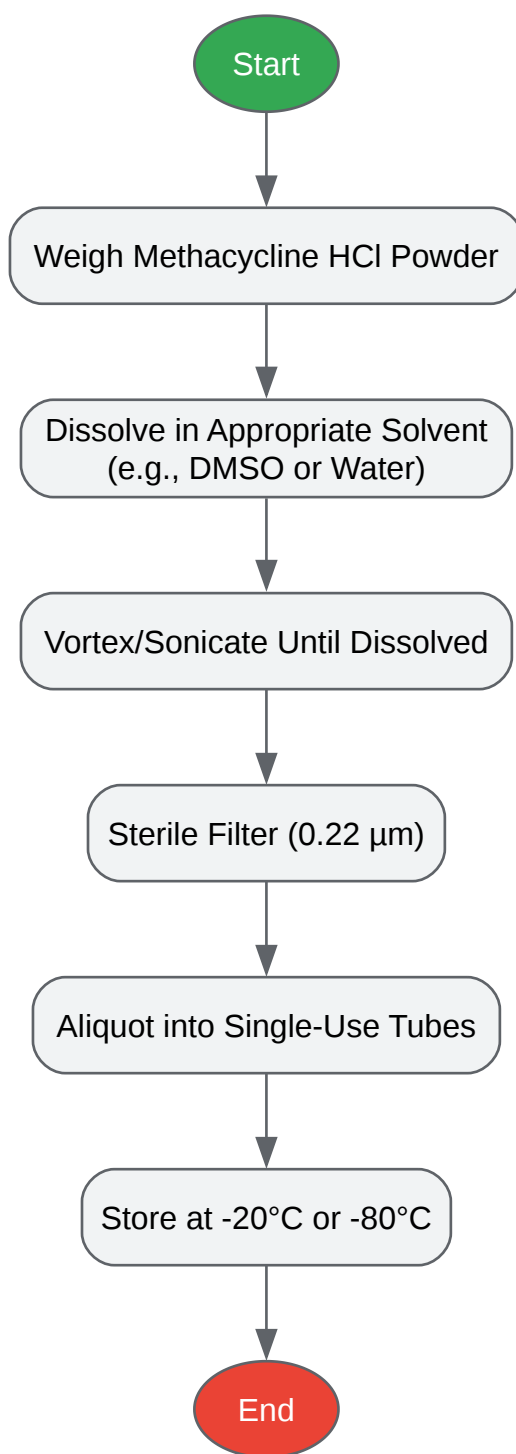 Start
Weigh Methacycline HCl Powder
Dissolve in Appropriate Solvent
(e.g., DMSO or Water)
Vortex/Sonicate Until Dissolved
Sterile Filter (0.22 µm)
Aliquot into Single-Use Tubes
Store at -20°C or -80°C
End